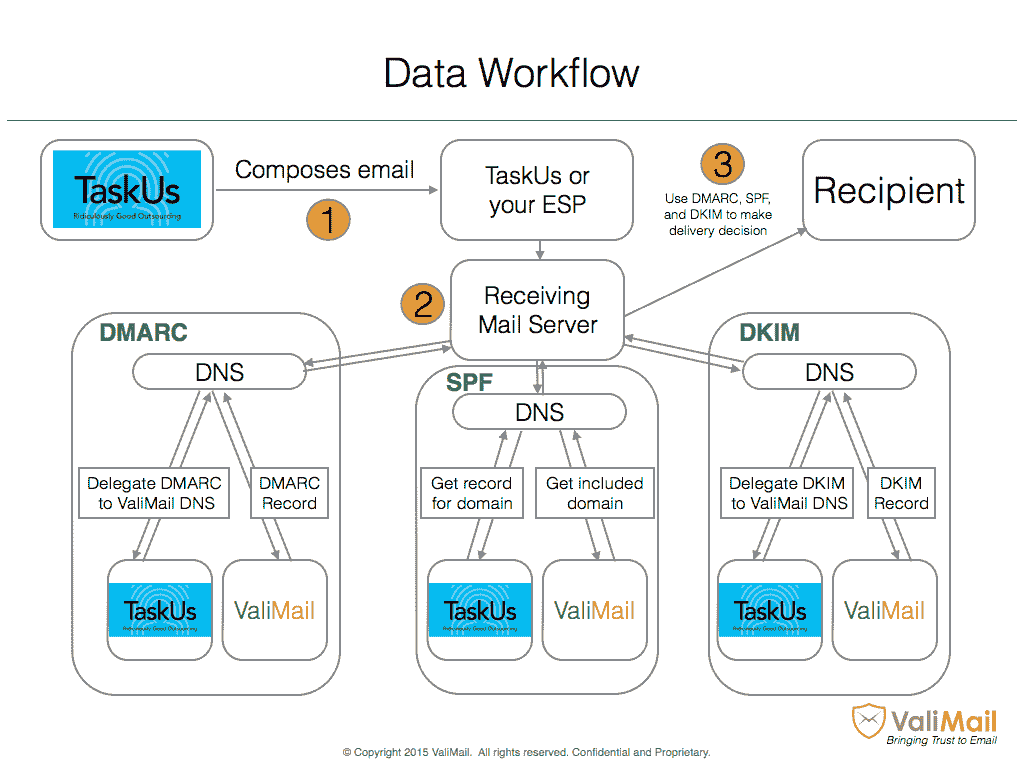 Data Workflow
TaskUs
Ridiculously Good Outsourcing
Composes email
1
TaskUs or
your ESP
3
Use DMARC, SPF,
and DKIM to make
delivery decision
Recipient
2
Receiving
Mail Server
DMARC
DNS
Delegate DMARC
to ValiMail DNS
DMARC
Record
TaskUs
Ridiculously Good Outsourcing
ValiMail
SPF
DNS
Get record
for domain
Get included
domain
TaskUs
Ridiculously Good Outsourcing
ValiMail
DKIM
DNS
Delegate DKIM
to ValiMail DNS
DKIM
Record
TaskUs
Ridiculously Good Outsourcing
ValiMail
ValiMail
Bringing Trust to Email
© Copyright 2015 ValiMail. All rights reserved. Confidential and Proprietary.